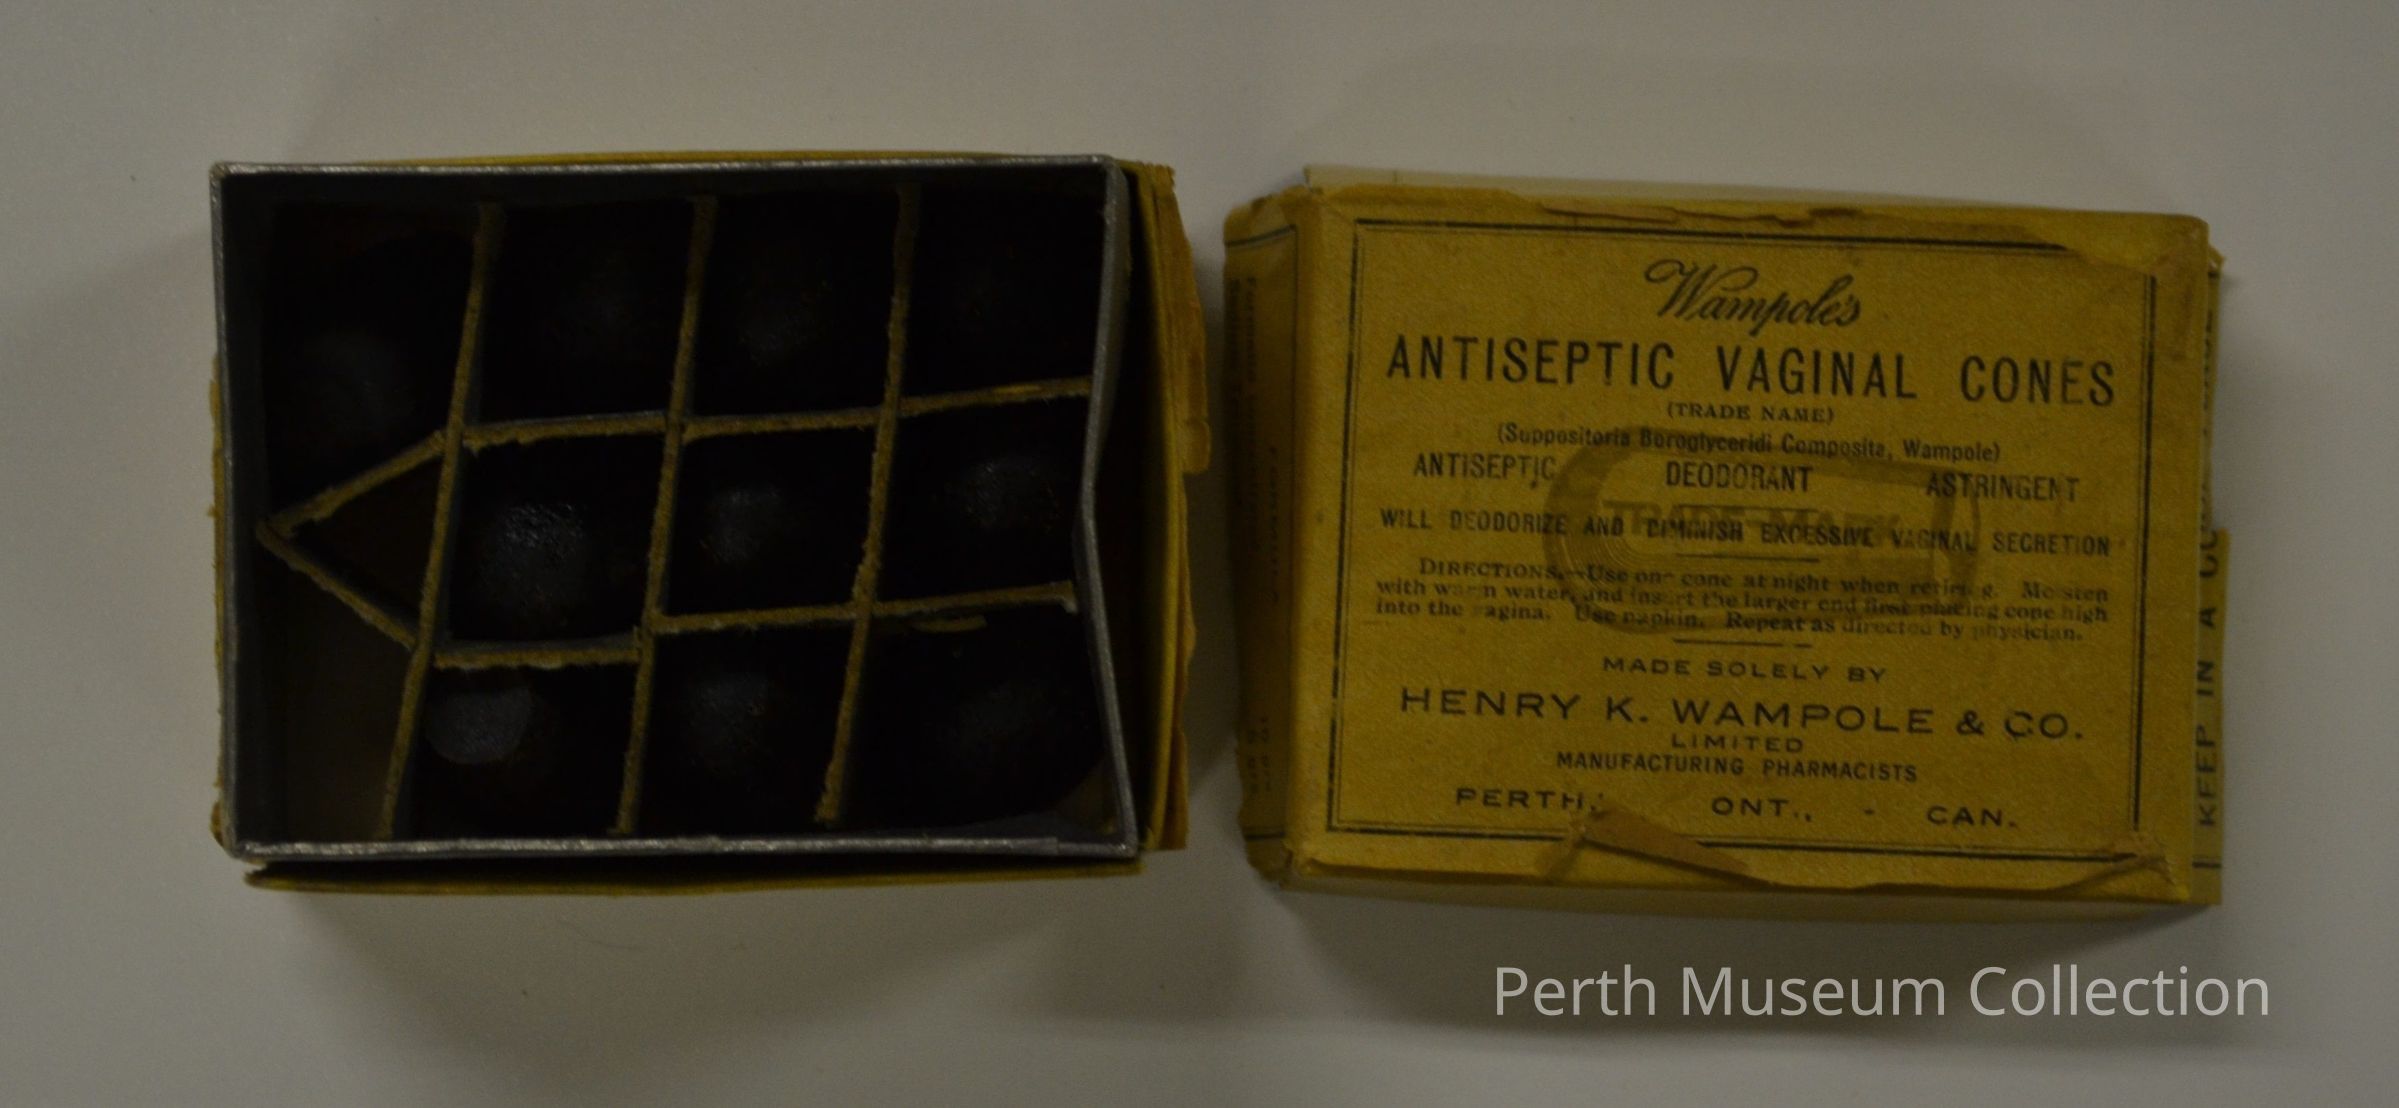 Wampole's
ANTISEPTIC VAGINAL CONES
(TRADE NAME)
(Suppositoria Boroglyceridi Composita, Wampole)
ANTISEPTIC DEODORANT ASTRINGENT
TRADE-MARK
WILL DEODORIZE AND DIMINISH EXCESSIVE VAGINAL SECRETION
DIRECTIONS.—Use one cone at night when retiring. Moisten
with warm water, and insert the larger end first placing cone high
into the vagina. Use napkin. Repeat as directed by physician.
MADE SOLELY BY
HENRY K. WAMPOLE & CO.
LIMITED
MANUFACTURING PHARMACISTS
PERTH, ONT., - CAN.
KEEP IN A
Perth Museum Collection